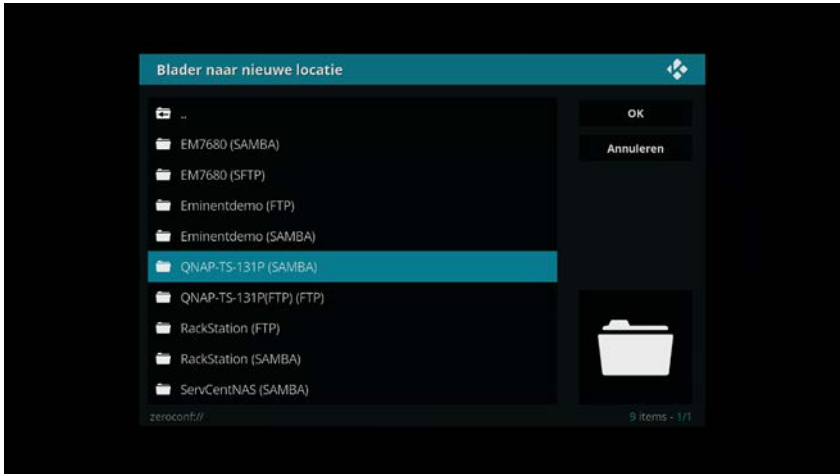 Blader naar nieuwe locatie
..
OK
EM7680 (SAMBA)
Annuleren
EM7680 (SFTP)
Eminentdemo (FTP)
Eminentdemo (SAMBA)
QNAP-TS-131P (SAMBA)
QNAP-TS-131P(FTP) (FTP)
RackStation (FTP)
RackStation (SAMBA)
ServCentNAS (SAMBA)
zeroconf://
9 items - 1/1